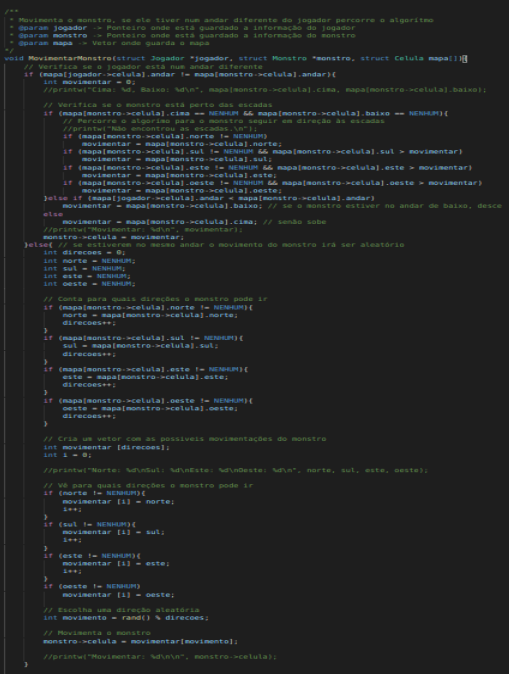 /**
 * Movimenta o monstro, se ele tiver num andar diferente do jogador percorre o algoritmo
 * @param jogador -> Ponteiro onde está guardado a informação do jogador
 * @param monstro -> Ponteiro onde está guardado a informação do monstro
 * @param mapa -> Vetor onde guarda o mapa
*/
void MovimentarMonstro(struct Jogador *jogador, struct Monstro *monstro, struct Celula mapa[]){
    // Verifica se o jogador está num andar diferente
    if (mapa[jogador->celula].andar != mapa[monstro->celula].andar){
        int movimentar = 0;
        //printw("Cima: %d, Baixo: %d\n", mapa[monstro->celula].cima, mapa[monstro->celula].baixo);

        // Verifica se o monstro está perto das escadas
        if (mapa[monstro->celula].cima == NENHUM && mapa[monstro->celula].baixo == NENHUM){
            // Percorre o algorimo para o monstro seguir em direção às escadas
            //printw("Não encontrou as escadas.\n");
            if (mapa[monstro->celula].norte != NENHUM)
                movimentar = mapa[monstro->celula].norte;
            if (mapa[monstro->celula].sul != NENHUM && mapa[monstro->celula].sul > movimentar)
                movimentar = mapa[monstro->celula].sul;
            if (mapa[monstro->celula].este != NENHUM && mapa[monstro->celula].este > movimentar)
                movimentar = mapa[monstro->celula].este;
            if (mapa[monstro->celula].oeste != NENHUM && mapa[monstro->celula].oeste > movimentar)
                movimentar = mapa[monstro->celula].oeste;
        }else if (mapa[jogador->celula].andar < mapa[monstro->celula].andar)
            movimentar = mapa[monstro->celula].baixo; // se o monstro estiver no andar de baixo, desce
        else
            movimentar = mapa[monstro->celula].cima; // senão sobe
        //printw("Movimentar: %d\n", movimentar);
        monstro->celula = movimentar;
    }else{ // se estiverem no mesmo andar o movimento do monstro irá ser aleatório
        int direcoes = 0;
        int norte = NENHUM;
        int sul = NENHUM;
        int este = NENHUM;
        int oeste = NENHUM;

        // Conta para quais direções o monstro pode ir
        if (mapa[monstro->celula].norte != NENHUM){
            norte = mapa[monstro->celula].norte;
            direcoes++;
        }
        if (mapa[monstro->celula].sul != NENHUM){
            sul = mapa[monstro->celula].sul;
            direcoes++;
        }
        if (mapa[monstro->celula].este != NENHUM){
            este = mapa[monstro->celula].este;
            direcoes++;
        }
        if (mapa[monstro->celula].oeste != NENHUM){
            oeste = mapa[monstro->celula].oeste;
            direcoes++;
        }

        // Cria um vetor com as possiveis movimentações do monstro
        int movimentar [direcoes];
        int i = 0;

        //printw("Norte: %d\nSul: %d\nEste: %d\nOeste: %d\n", norte, sul, este, oeste);

        // Vê para quais direções o monstro pode ir
        if (norte != NENHUM){
            movimentar [i] = norte;
            i++;
        }
        if (sul != NENHUM){
            movimentar [i] = sul;
            i++;
        }
        if (este != NENHUM){
            movimentar [i] = este;
            i++;
        }
        if (oeste != NENHUM)
            movimentar [i] = oeste;

        // Escolha uma direção aleatória
        int movimento = rand() % direcoes;

        // Movimenta o monstro
        monstro->celula = movimentar[movimento];

        //printw("Movimentar: %d\n\n", monstro->celula);
    }